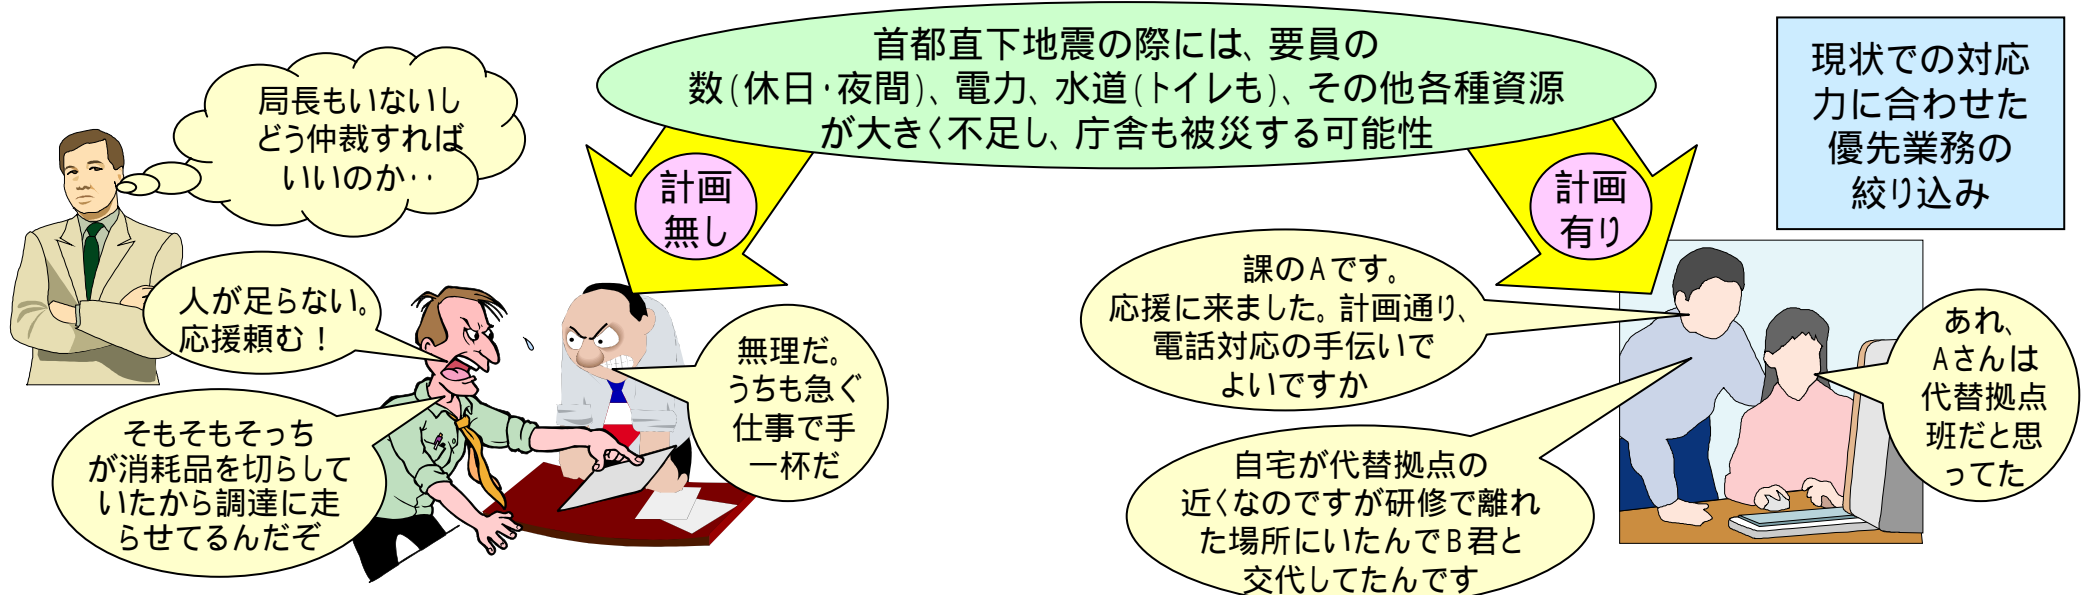 首都直下地震の際には、要員の
数(休日・夜間)、電力、水道(トイレも)、その他各種資源
が大きく不足し、庁舎も被災する可能性
現状での対応
力に合わせた
優先業務の
絞り込み
局長もいないし
どう仲裁すれば
いいのか‥
計画
無し
計画
有り
人が足らない。
応援頼む！
無理だ。
うちも急ぐ
仕事で手
一杯だ
そもそもそっち
が消耗品を切らして
いたから調達に走
らせてるんだぞ
課のAです。
応援に来ました。計画通り、
電話対応の手伝いで
よいですか
あれ、
Aさんは
代替拠点
班だと思
ってた
自宅が代替拠点の
近くなのですが研修で離れ
た場所にいたんでB君と
交代してたんです